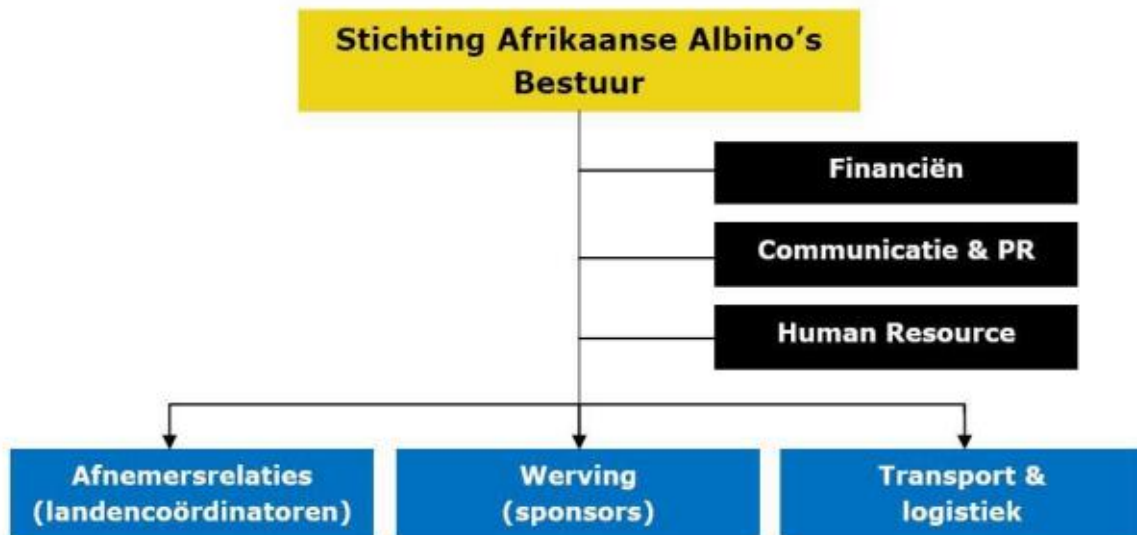 Stichting Afrikaanse Albino’s
Bestuur
Financiën
Communicatie & PR
Human Resource
Afnemersrelaties
(landencoördinatoren)
Werving
(sponsors)
Transport &
logistiek